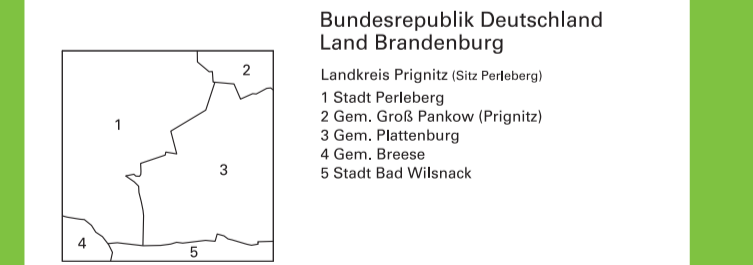 Bundesrepublik Deutschland
Land Brandenburg
Landkreis Prignitz (Sitz Perleberg)
1 Stadt Perleberg
2 Gem. Groß Pankow (Prignitz)
3 Gem. Plattenburg
4 Gem. Breese
5 Stadt Bad Wilsnack
2
1
3
4
5